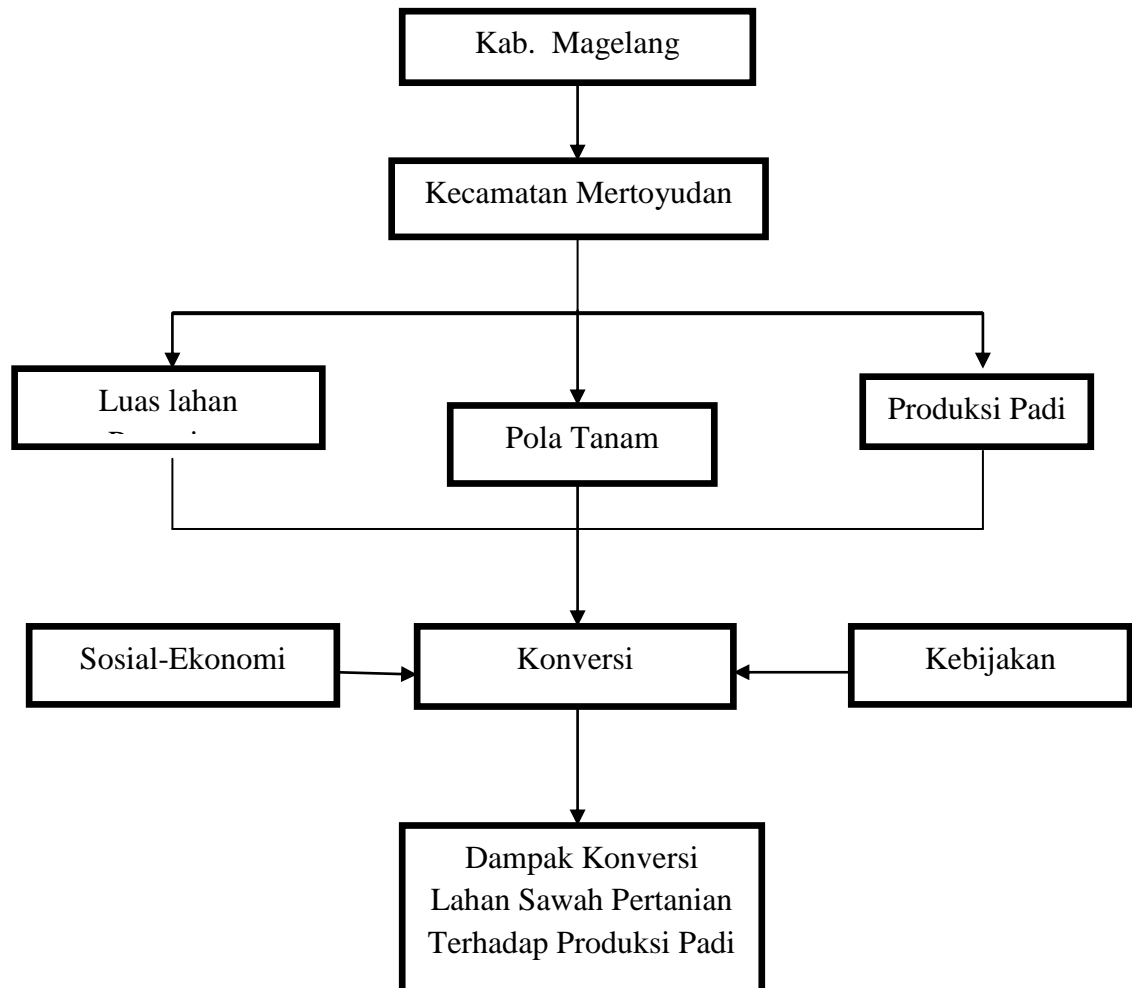 Kab. Magelang
Kecamatan Mertoyudan
Luas lahan
Pola Tanam
Produksi Padi
Sosial-Ekonomi
Konversi
Kebijakan
Dampak Konversi
Lahan Sawah Pertanian
Terhadap Produksi Padi